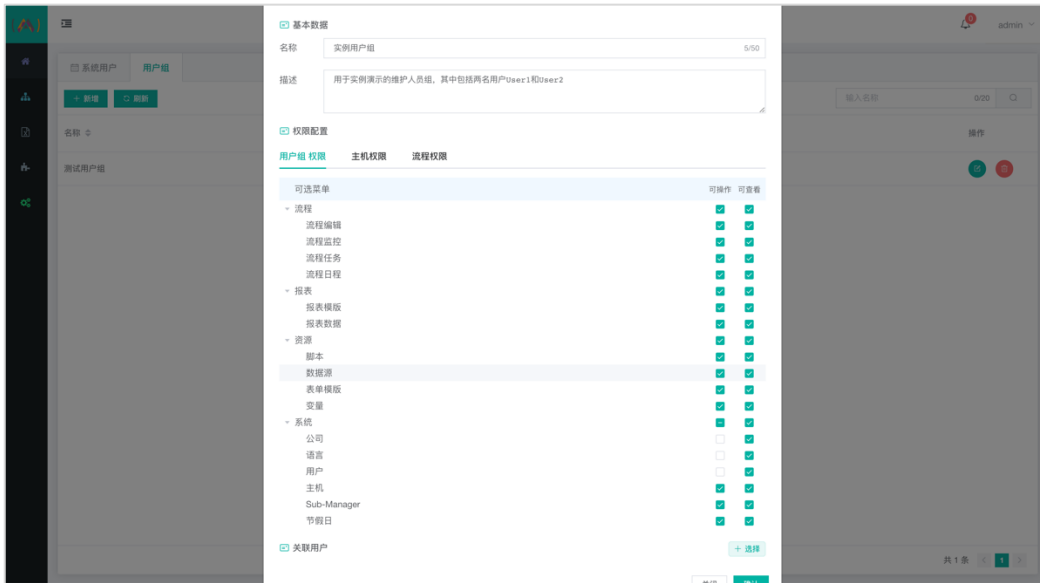 基本数据
0
admin
名称
实例用户组
5/50
描述
用于实例演示的维护人员组，其中包括两名用户User1和User2
系统用户
用户组
+ 新增
刷新
输入名称
0/20
权限配置
名称
操作
用户组 权限
主机权限
流程权限
测试用户组
可选菜单
可操作 可查看
流程
流程编辑
流程监控
流程任务
流程日程
报表
报表模版
报表数据
资源
脚本
数据源
表单模版
变量
系统
公司
语言
用户
主机
Sub-Manager
节假日
关联用户
+ 选择
共 1 条
1